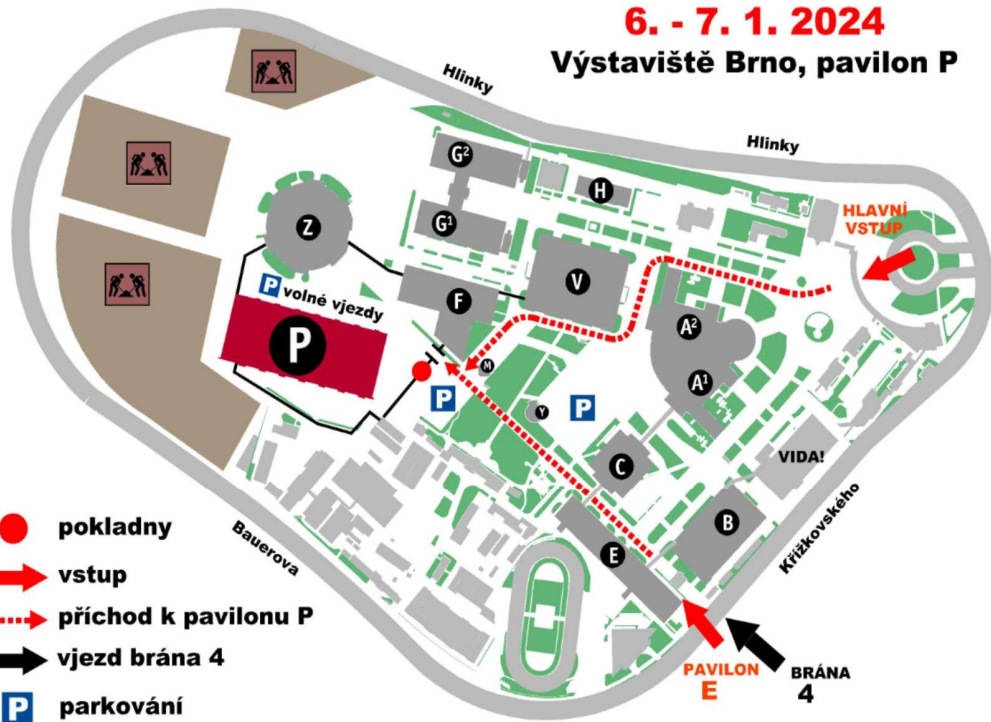 6. - 7. 1. 2024
Výstaviště Brno, pavilon P
Hlinky
Hlinky
G²
H
HLAVNÍ
VSTUP
G¹
Z
V
P volné vjezdy
F
A²
P
M
A¹
P
P
Y
C
VIDA!
B
Křížkovského
E
Bauerova
pokladny
vstup
příchod k pavilonu P
vjezd brána 4
P parkování
PAVILON
E
BRÁNA
4